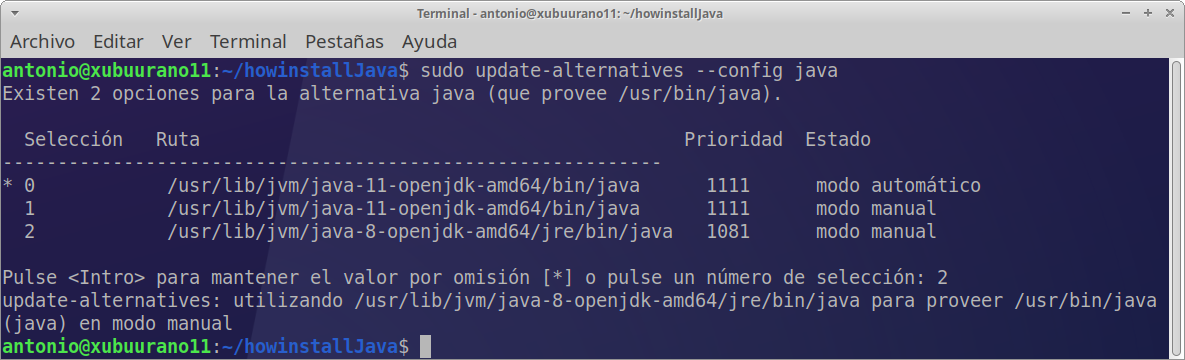 Terminal - antonio@xubuurano11: ~/howinstallJava
Archivo Editar Ver Terminal Pestañas Ayuda
antonio@xubuurano11:~/howinstallJava$ sudo update-alternatives --config java
Existen 2 opciones para la alternativa java (que provee /usr/bin/java).
Selección Ruta Prioridad Estado
------------------------------------------------------------
* 0 /usr/lib/jvm/java-11-openjdk-amd64/bin/java 1111 modo automático
1 /usr/lib/jvm/java-11-openjdk-amd64/bin/java 1111 modo manual
2 /usr/lib/jvm/java-8-openjdk-amd64/jre/bin/java 1081 modo manual
Pulse <Intro> para mantener el valor por omisión [*] o pulse un número de selección: 2
update-alternatives: utilizando /usr/lib/jvm/java-8-openjdk-amd64/jre/bin/java para proveer /usr/bin/java
(java) en modo manual
antonio@xubuurano11:~/howinstallJava$